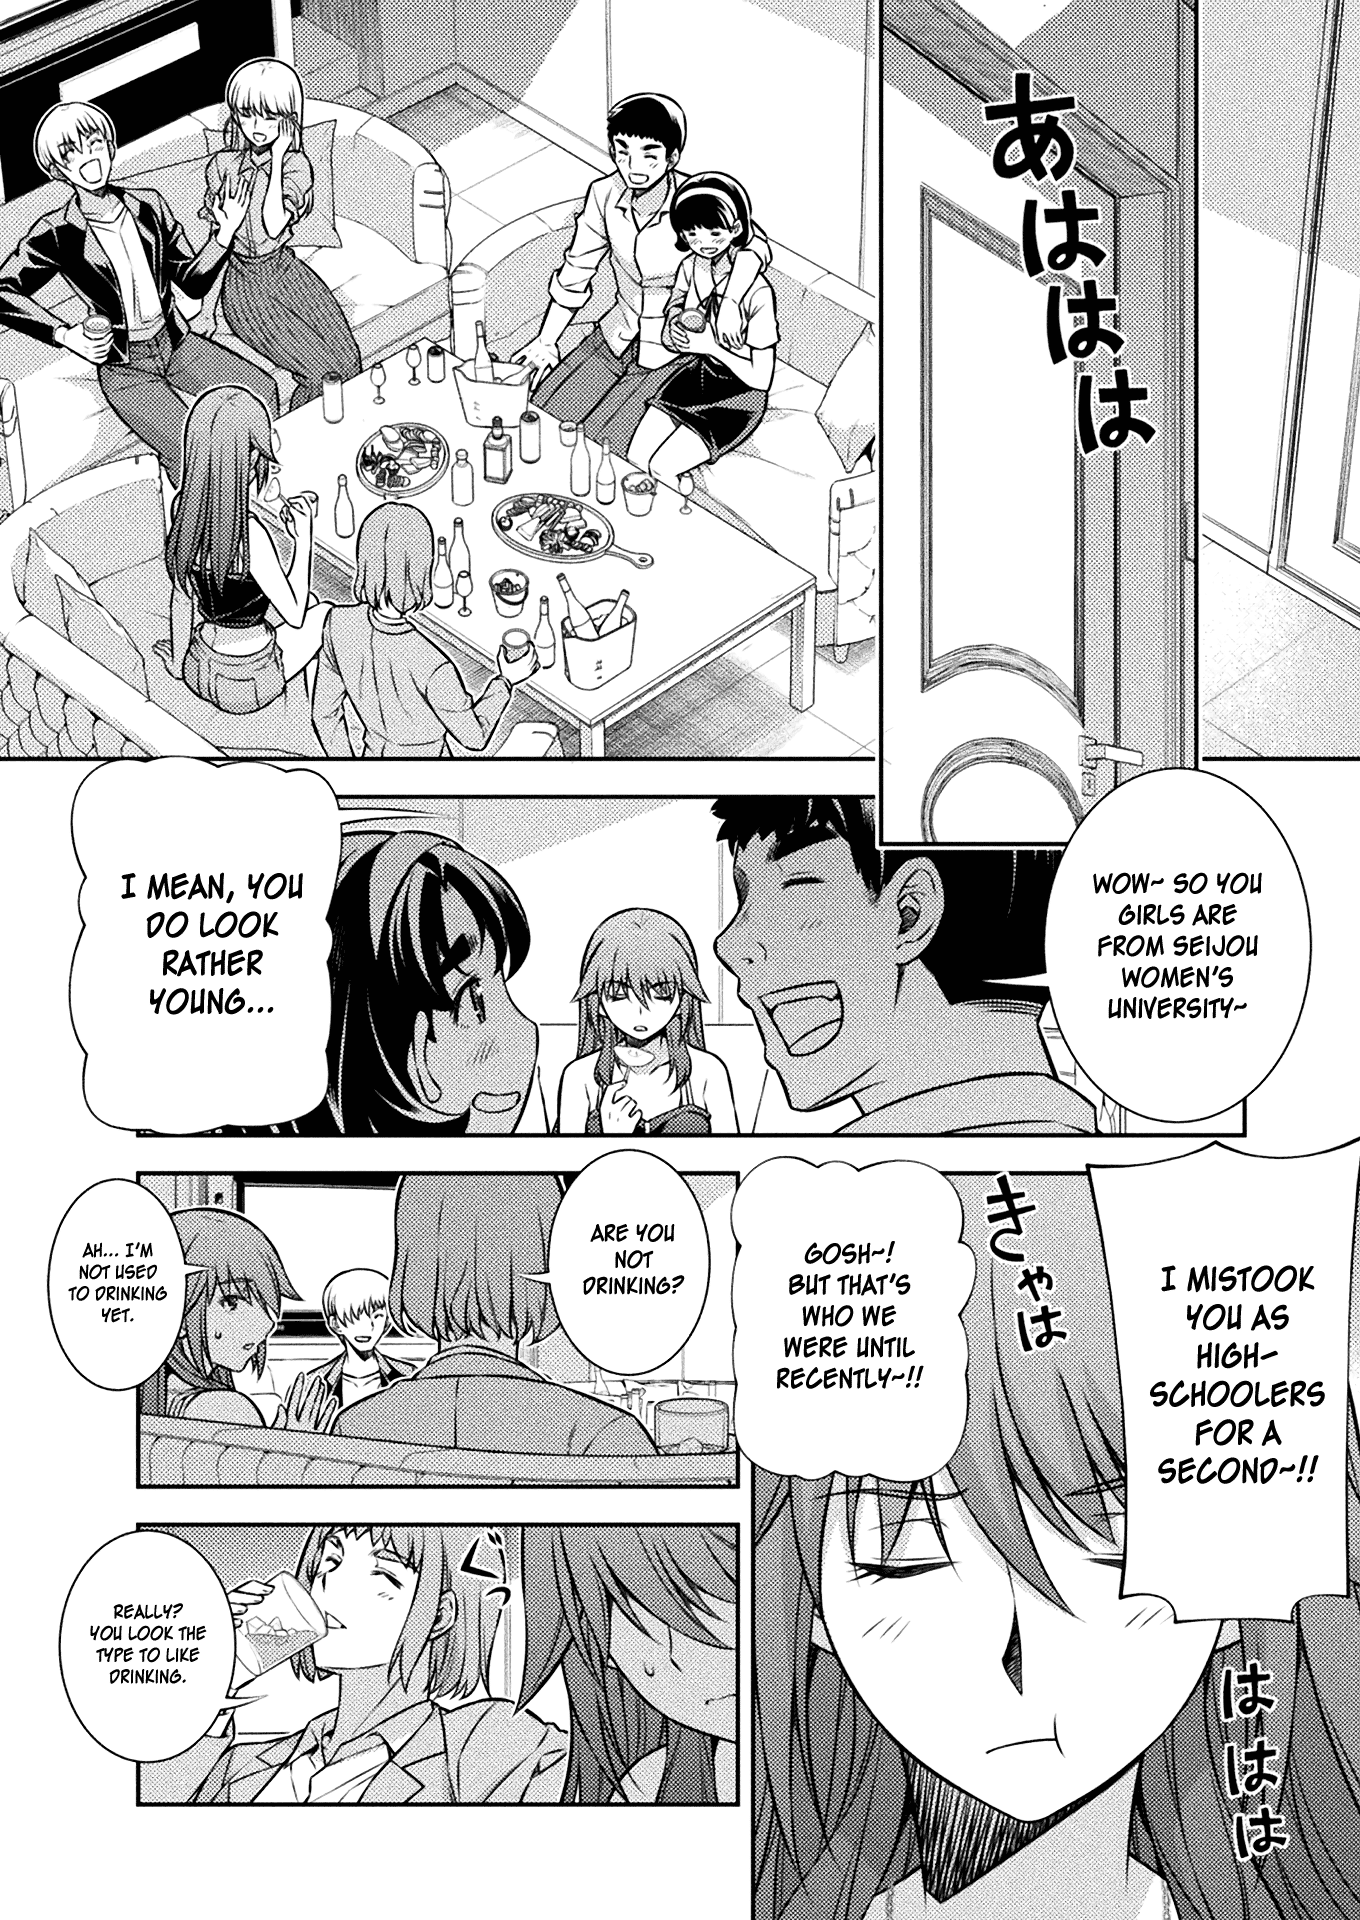 あははは
WOW~ SO YOU
GIRLS ARE
FROM SEIJOU
WOMEN'S
UNIVERSITY~
I MEAN, YOU
DO LOOK
RATHER
YOUNG...
I MISTOOK
YOU AS
HIGH-
SCHOOLERS
FOR A
SECOND~!!
きゃは
GOSH~!
BUT THAT'S
WHO WE
WERE UNTIL
RECENTLY~!!
ははは
ARE YOU
NOT
DRINKING?
AH... I'M
NOT USED
TO DRINKING
YET.
ぐっ
REALLY?
YOU LOOK THE
TYPE TO LIKE
DRINKING.